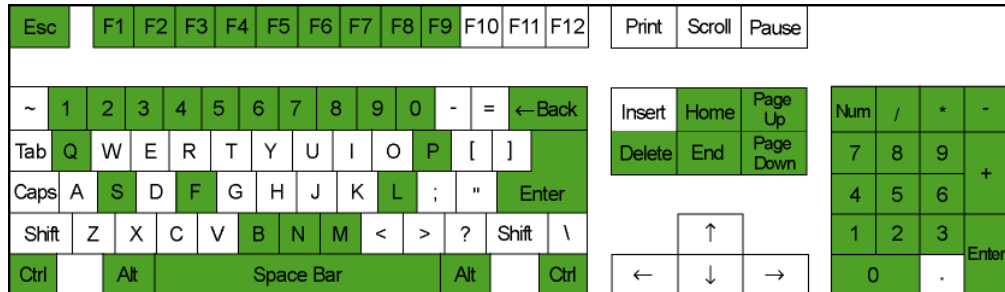 Esc F1 F2 F3 F4 F5 F6 F7 F8 F9 F10 F11 F12 Print Scroll Pause
~ 1 2 3 4 5 6 7 8 9 0 - = ←Back Insert Home Page Up Num / * -
Tab Q W E R T Y U I O P [ ] Delete End Page Down 7 8 9 +
Caps A S D F G H J K L ; " Enter 4 5 6
Shift Z X C V B N M < > ? Shift \ ↑ 1 2 3 Enter
Ctrl Alt Space Bar Alt Ctrl ← ↓ → 0 .